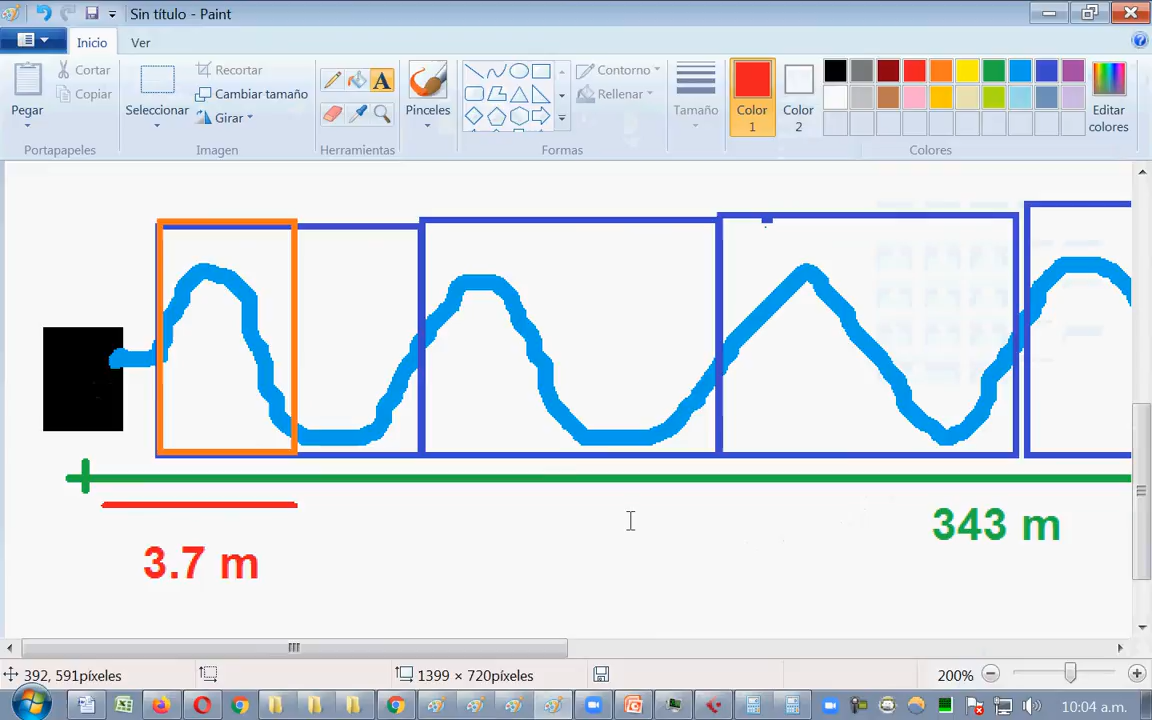 Sin título - Paint
Inicio Ver
Pegar
Cortar
Copiar
Portapapeles
Seleccionar
Recortar
Cambiar tamaño
Girar
Imagen
A
Herramientas
Pinceles
Contorno
Rellenar
Formas
Tamaño
Color
1
Color
2
Editar
colores
Colores
343 m
3.7 m
392, 591píxeles
1399 × 720píxeles
200%
10:04 a.m.